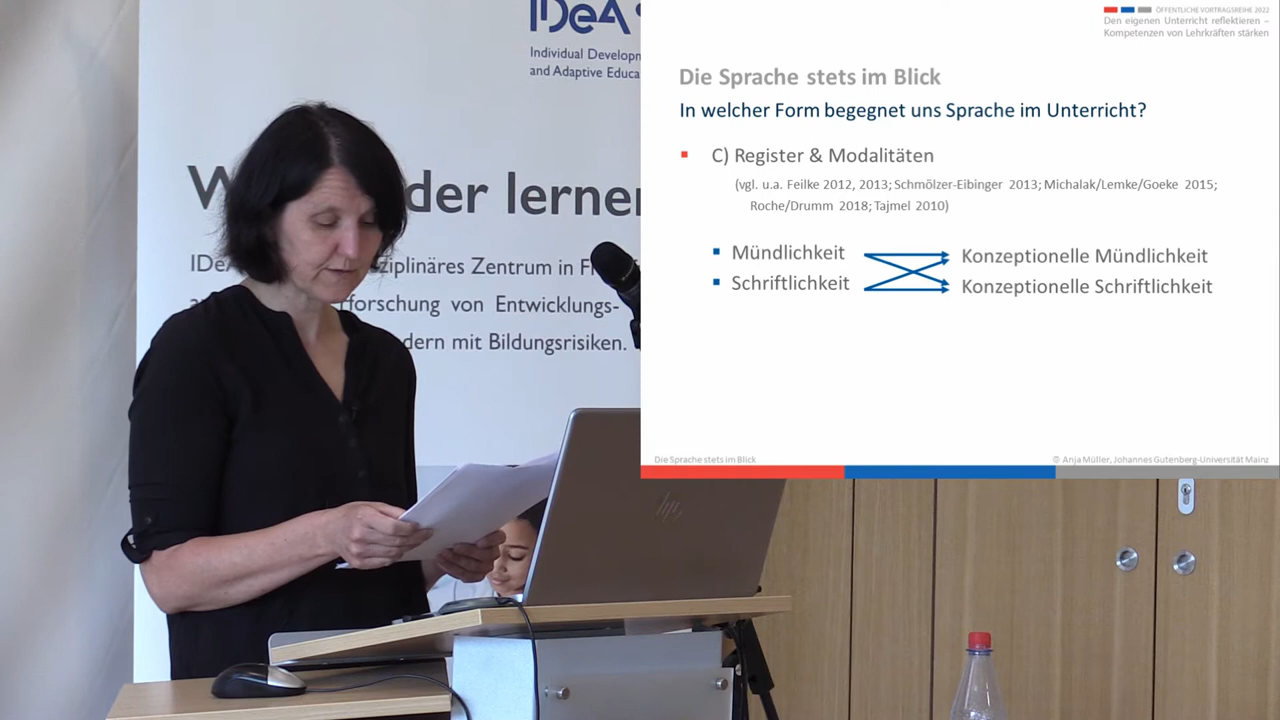 IDeA
Individual Developm
and Adaptive Educa
der lerne
IDeA
ziplinäres Zentrum in
rforschung von Entwicklungs-
dern mit Bildungsrisiken.
hp
ÖFFENTLICHE VORTRAGSREIHE 2022
Den eigenen Unterricht reflektieren –
Kompetenzen von Lehrkräften stärken
Die Sprache stets im Blick
In welcher Form begegnet uns Sprache im Unterricht?
C) Register & Modalitäten
(vgl. u.a. Feilke 2012, 2013; Schmölzer-Eibinger 2013; Michalak/Lemke/Goeke 2015;
Roche/Drumm 2018; Tajmel 2010)
Mündlichkeit
Konzeptionelle Mündlichkeit
Schriftlichkeit
Konzeptionelle Schriftlichkeit
Die Sprache stets im Blick
© Anja Müller, Johannes Gutenberg-Universität Mainz